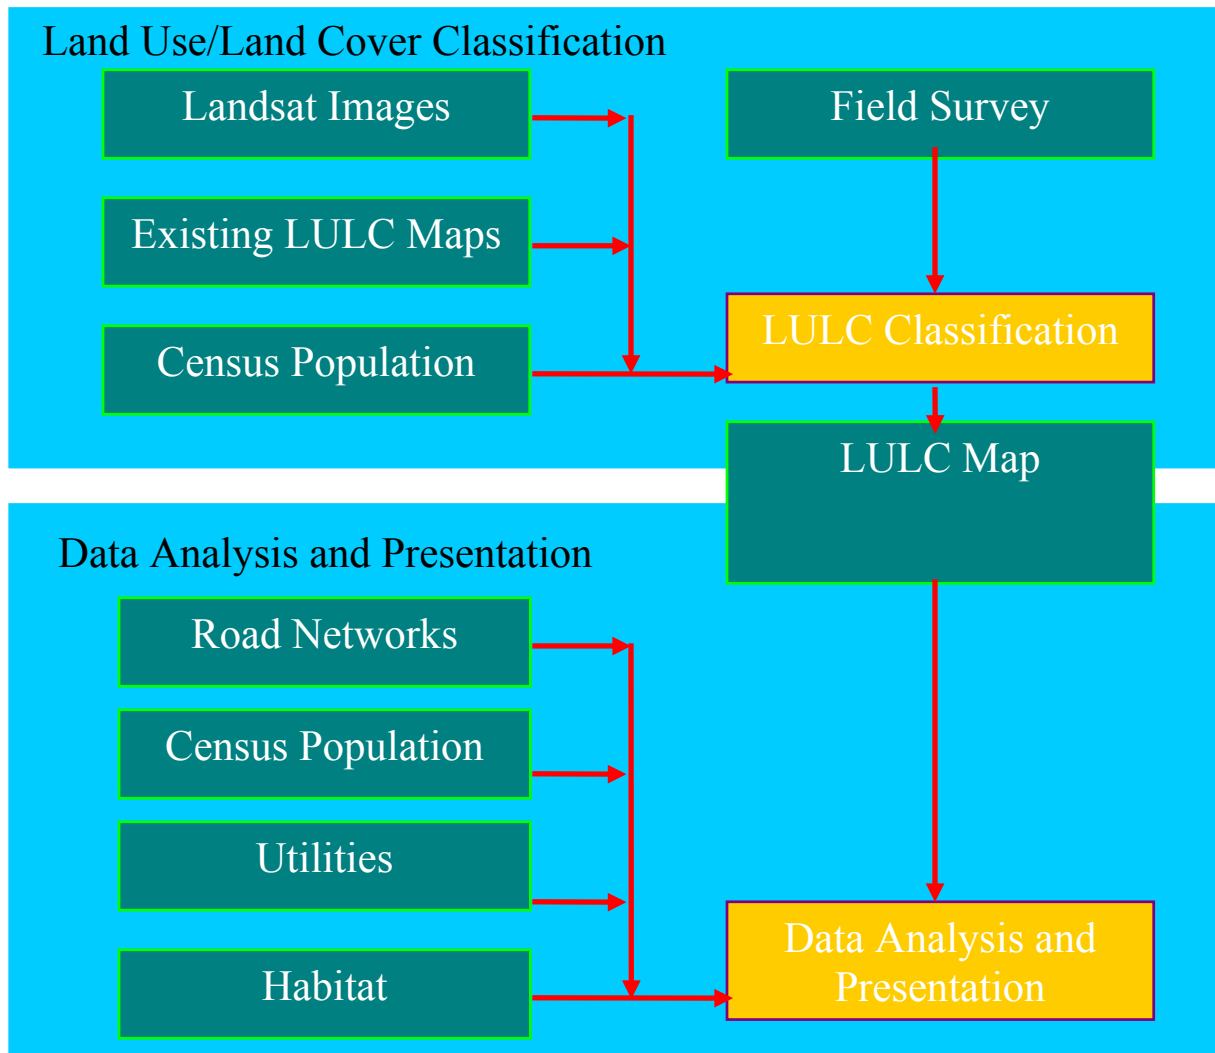 Land Use/Land Cover Classification
Landsat Images
Field Survey
Existing LULC Maps
LULC Classification
Census Population
LULC Map
Data Analysis and Presentation
Road Networks
Census Population
Utilities
Data Analysis and
Presentation
Habitat